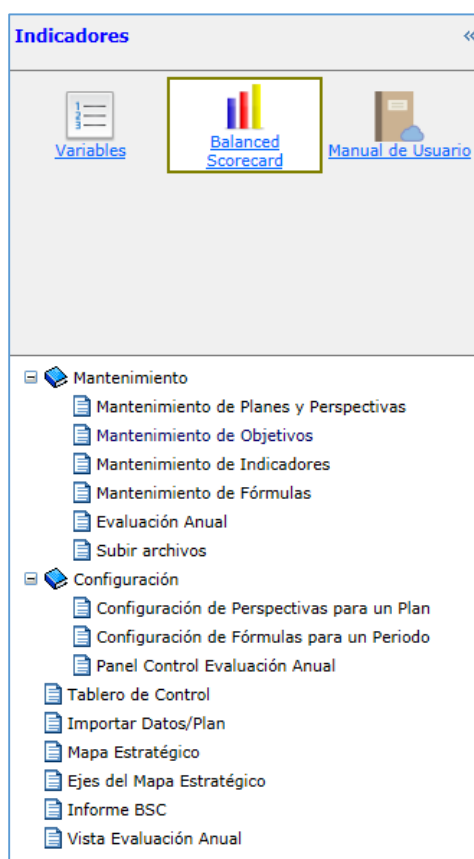 Indicadores «
Variables
Balanced
Scorecard
Manual de Usuario
Mantenimiento
Mantenimiento de Planes y Perspectivas
Mantenimiento de Objetivos
Mantenimiento de Indicadores
Mantenimiento de Fórmulas
Evaluación Anual
Subir archivos
Configuración
Configuración de Perspectivas para un Plan
Configuración de Fórmulas para un Periodo
Panel Control Evaluación Anual
Tablero de Control
Importar Datos/Plan
Mapa Estratégico
Ejes del Mapa Estratégico
Informe BSC
Vista Evaluación Anual